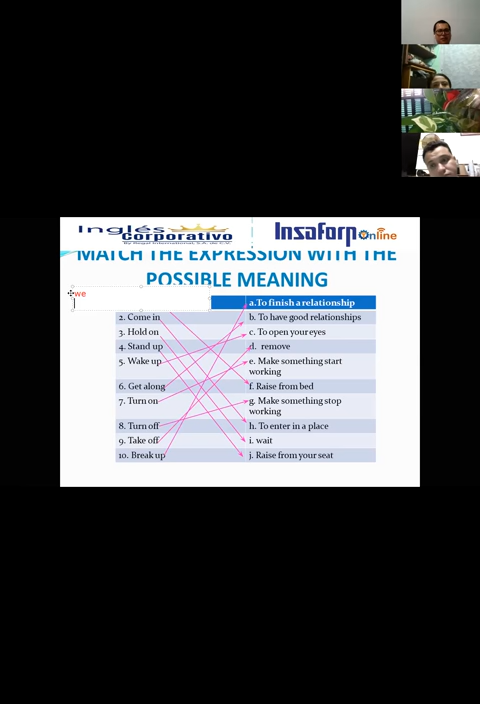 Inglés
Corporativo
Insaforp Online
MATCH THE EXPRESSION WITH THE
POSSIBLE MEANING
we
a.To finish a relationship
2. Come in b. To have good relationships
3. Hold on c. To open your eyes
4. Stand up d. remove
5. Wake up e. Make something start
working
6. Get along f. Raise from bed
7. Turn on g. Make something stop
working
8. Turn off h. To enter in a place
9. Take off i. wait
10. Break up j. Raise from your seat